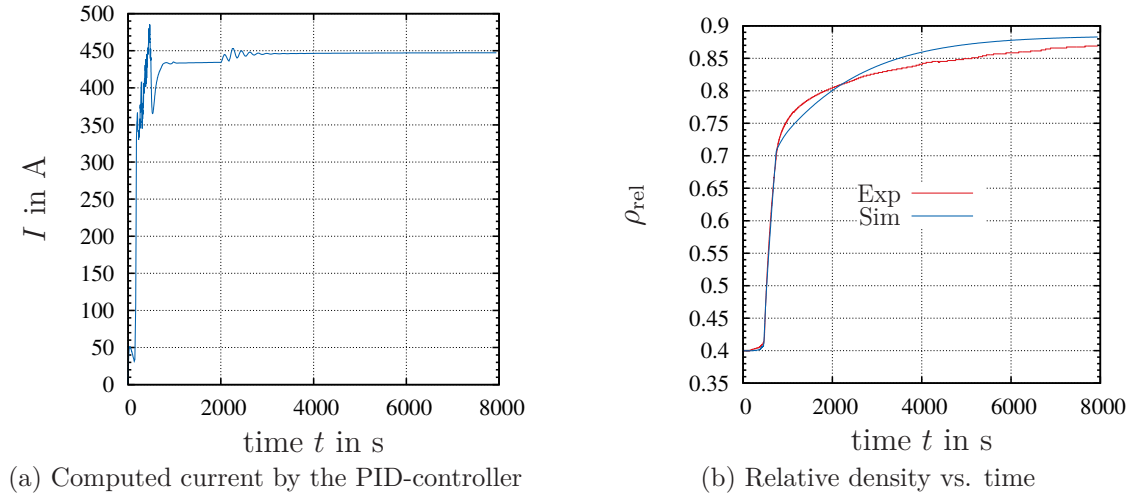 500
450
400
350
300
250
200
150
100
50
0
I in A
0 2000 4000 6000 8000
time t in s
(a) Computed current by the PID-controller
0.9
0.85
0.8
0.75
0.7
0.65
0.6
0.55
0.5
0.45
0.4
0.35
ρrel
Exp
Sim
0 2000 4000 6000 8000
time t in s
(b) Relative density vs. time